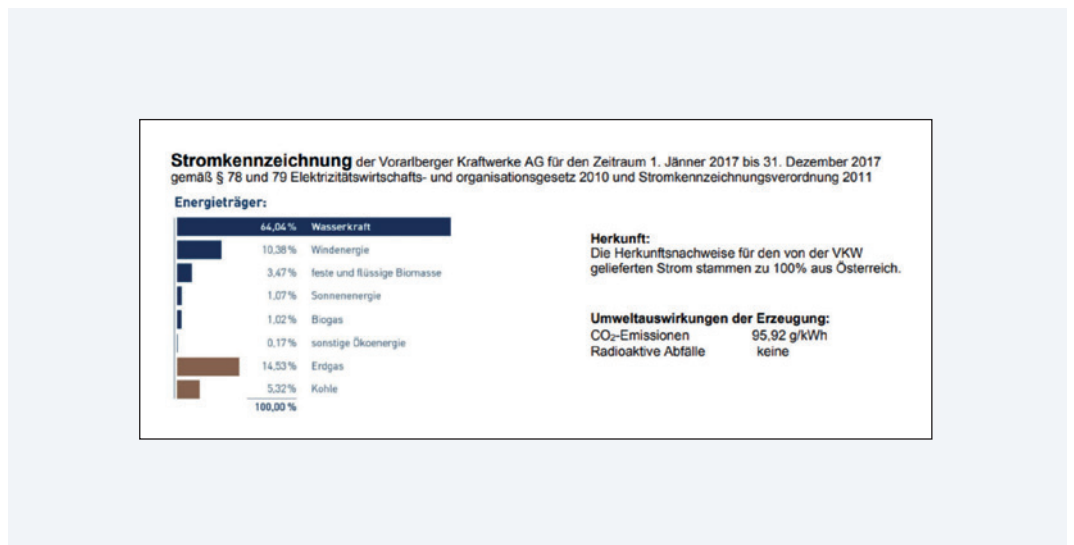 Stromkennzeichnung der Vorarlberger Kraftwerke AG für den Zeitraum 1. Jänner 2017 bis 31. Dezember 2017
gemäß § 78 und 79 Elektrizitätswirtschafts- und organisationsgesetz 2010 und Stromkennzeichnungsverordnung 2011
Energieträger:
64,04% Wasserkraft
10,38% Windenergie
3,47% feste und flüssige Biomasse
1,07% Sonnenenergie
1,02% Biogas
0,17% sonstige Ökoenergie
14,53% Erdgas
5,32% Kohle
100,00 %
Herkunft:
Die Herkunftsnachweise für den von der VKW
gelieferten Strom stammen zu 100% aus Österreich.
Umweltauswirkungen der Erzeugung:
CO₂-Emissionen 95,92 g/kWh
Radioaktive Abfälle keine